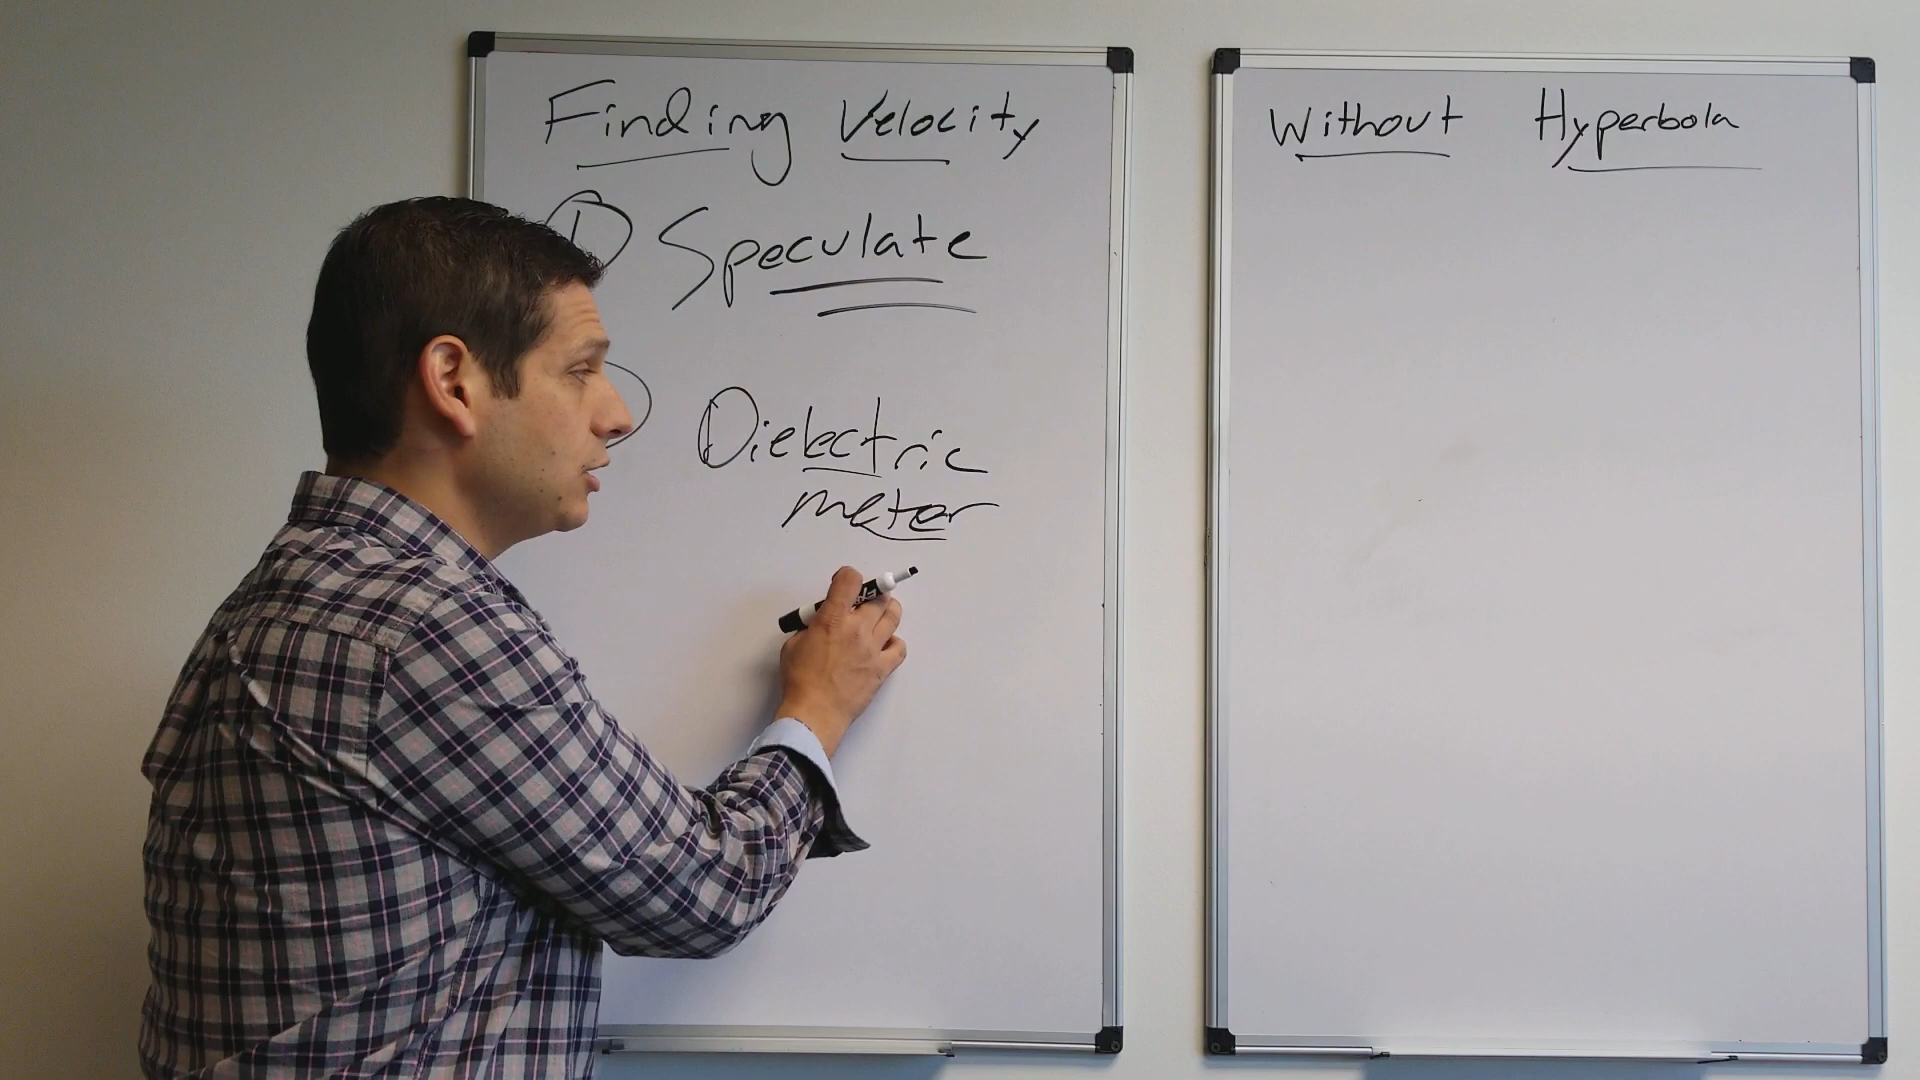 Finding Velocity
1 Speculate
Dielectric
meter
Without Hyperbola